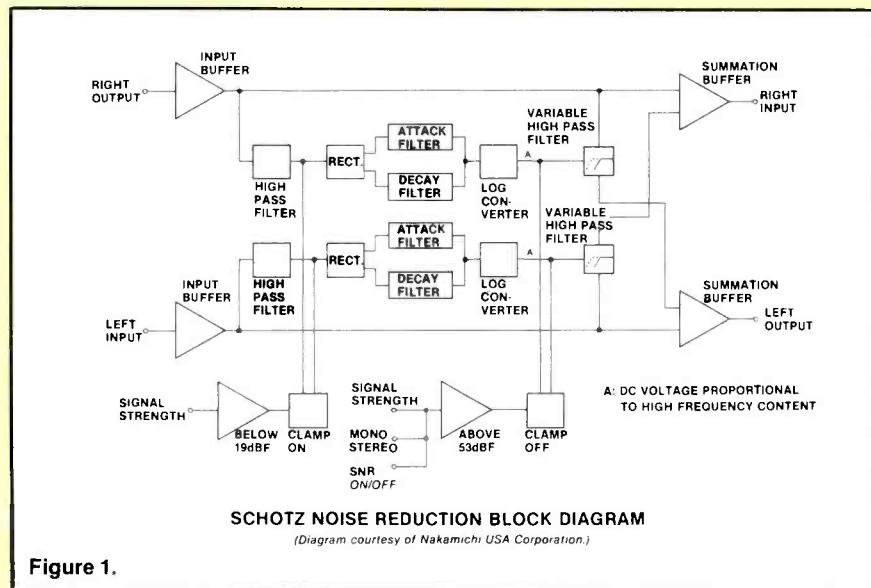 INPUT
BUFFER
RIGHT
OUTPUT
SUMMATION
BUFFER
RIGHT
INPUT
VARIABLE
HIGH PASS
FILTER
HIGH
PASS
FILTER
RECT.
ATTACK
FILTER
DECAY
FILTER
A
LOG
CON-
VERTER
VARIABLE
HIGH PASS
FILTER
INPUT
BUFFER
LEFT
INPUT
HIGH
PASS
FILTER
RECT.
ATTACK
FILTER
DECAY
FILTER
A
LOG
CON-
VERTER
SUMMATION
BUFFER
LEFT
OUTPUT
SIGNAL
STRENGTH
BELOW
19dBF
CLAMP
ON
SIGNAL
STRENGTH
MONO
STEREO
SNR
ON/OFF
ABOVE
53dBF
CLAMP
OFF
A: DC VOLTAGE PROPORTIONAL
TO HIGH FREQUENCY CONTENT
SCHOTZ NOISE REDUCTION BLOCK DIAGRAM
(Diagram courtesy of Nakamichi USA Corporation.)
Figure 1.